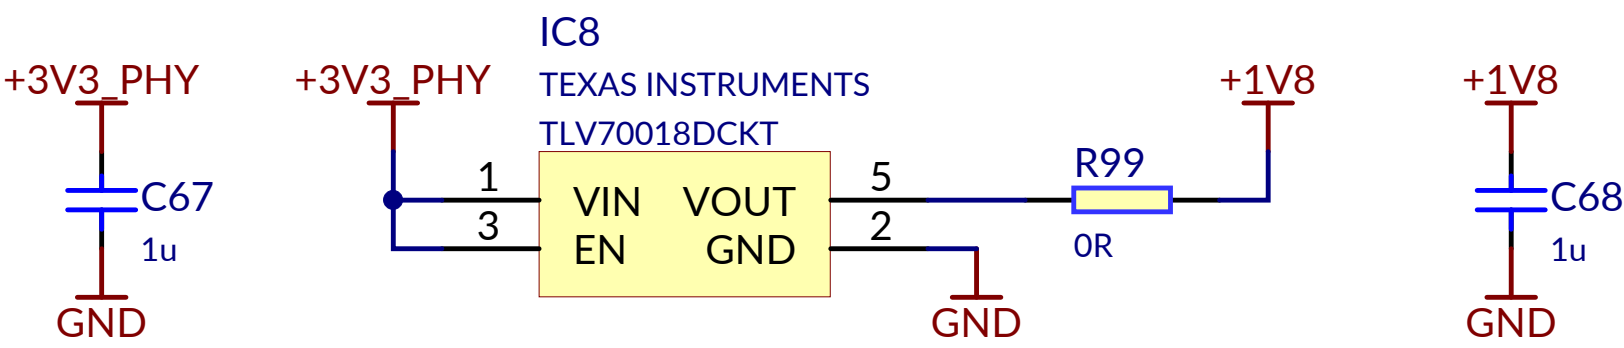 +3V3_PHY
C67
1u
GND
+3V3_PHY
IC8
TEXAS INSTRUMENTS
TLV70018DCKT
1
3
VIN
EN
VOUT
GND
5
2
GND
R99
0R
+1V8
+1V8
C68
1u
GND